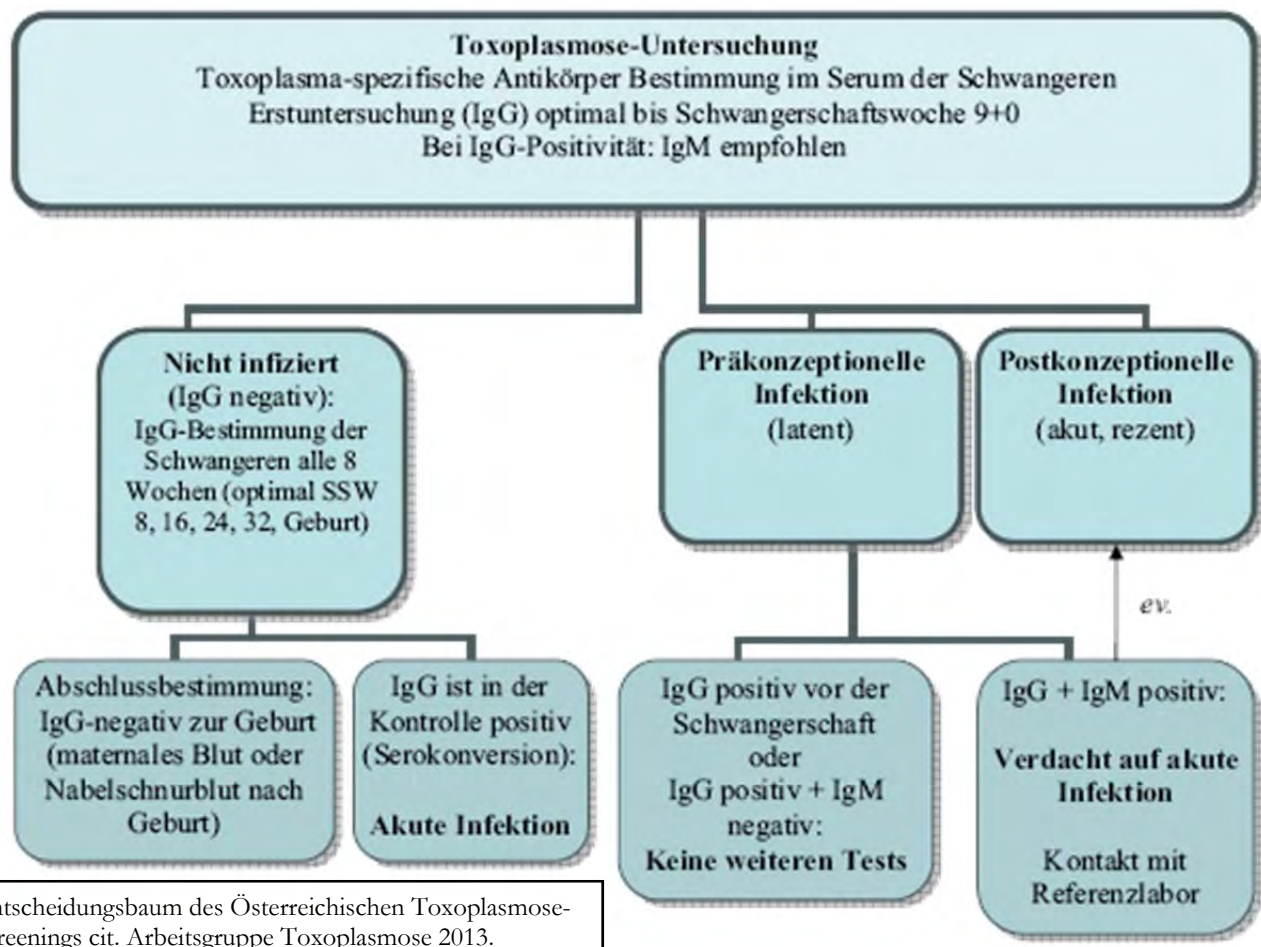 Toxoplasmose-Untersuchung
Toxoplasma-spezifische Antikörper Bestimmung im Serum der Schwangeren
Erstuntersuchung (IgG) optimal bis Schwangerschaftswoche 9+0
Bei IgG-Positivität: IgM empfohlen
Nicht infiziert
(IgG negativ):
IgG-Bestimmung der
Schwangeren alle 8
Wochen (optimal SSW
8, 16, 24, 32, Geburt)
Präkonzeptionelle
Infektion
(latent)
Postkonzeptionelle
Infektion
(akut, rezent)
ev.
Abschlussbestimmung:
IgG-negativ zur Geburt
(maternales Blut oder
Nabelschnurblut nach
Geburt)
IgG ist in der
Kontrolle positiv
(Serokonversion):
Akute Infektion
IgG positiv vor der
Schwangerschaft
oder
IgG positiv + IgM
negativ:
Keine weiteren Tests
IgG + IgM positiv:
Verdacht auf akute
Infektion
Kontakt mit
Referenzlabor
ntscheidungsbaum des Österreichischen Toxoplasmose-
reenings cit. Arbeitsgruppe Toxoplasmose 2013.